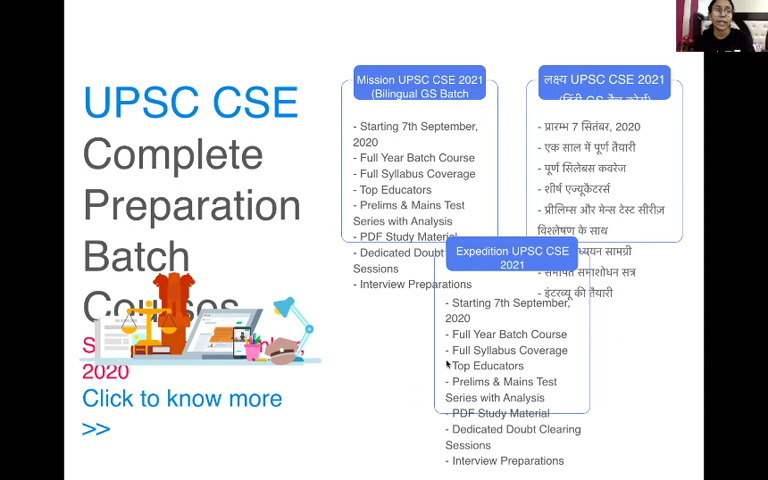 UPSC CSE
Complete
Preparation
Batch
Courses
2020
Click to know more
>>
Mission UPSC CSE 2021
(Bilingual GS Batch
- Starting 7th September,
2020
- Full Year Batch Course
- Full Syllabus Coverage
- Top Educators
- Prelims & Mains Test
Series with Analysis
- PDF Study Material
- Dedicated Doubt
Sessions
- Interview Preparations
लक्ष्य UPSC CSE 2021
- प्रारम्भ 7 सितंबर, 2020
- एक साल में पूर्ण तैयारी
- पूर्ण सिलेबस कवरेज
- शीर्ष एज्यूकैटरर्स
- प्रीलिम्स और मेन्स टेस्ट सीरीज़
विश्लेषण के साथ
सामग्री
सत्र
- इंटरव्यू की तैयारी
Expedition UPSC CSE
2021
- Starting 7th September,
2020
- Full Year Batch Course
- Full Syllabus Coverage
- Top Educators
- Prelims & Mains Test
Series with Analysis
- PDF Study Material
- Dedicated Doubt Clearing
Sessions
- Interview Preparations